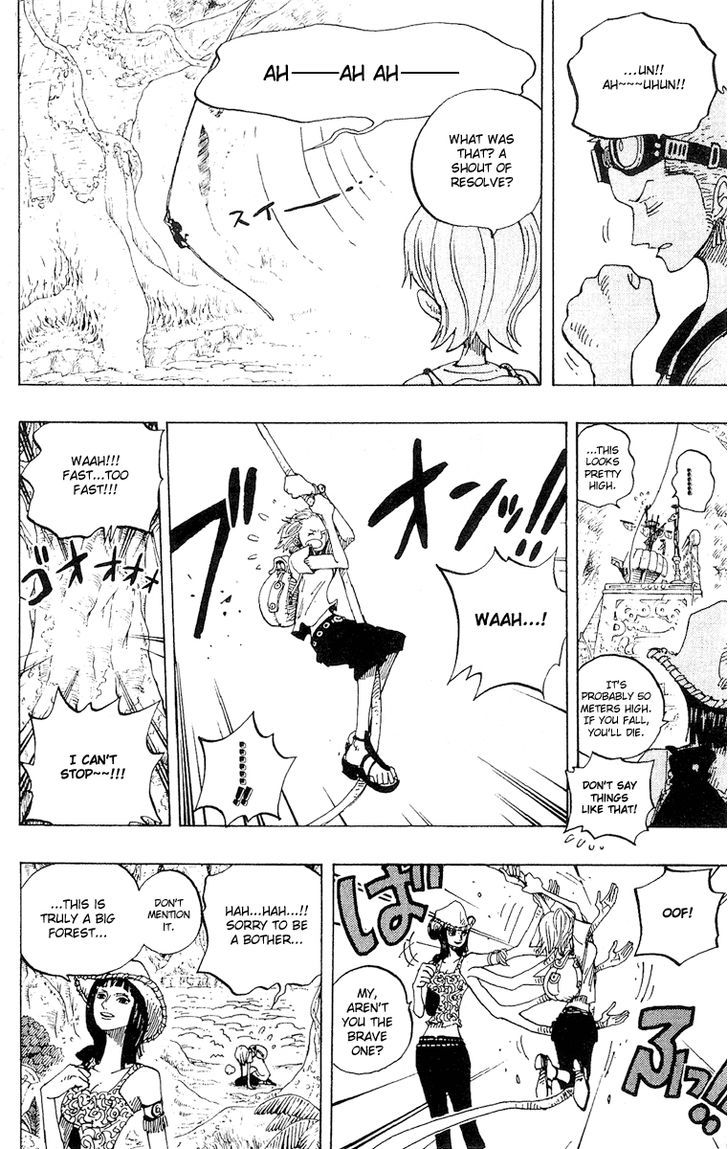 ...UN!!
AH~~~UHUN!!
AH——AH AH——
WHAT WAS
THAT? A
SHOUT OF
RESOLVE?
スイー...
...THIS
LOOKS
PRETTY
HIGH.
IT'S
PROBABLY 50
METERS HIGH.
IF YOU FALL,
YOU'LL DIE.
DON'T SAY
THINGS
LIKE THAT!
ブオンッ!!
WAAH...!
........!!
WAAH!!!
FAST...TOO
FAST!!!
ゴオオオオ
I CAN'T
STOP~~!!!
OOF!
ばふっ!!
MY,
AREN'T
YOU THE
BRAVE
ONE?
HAH...HAH...!!
SORRY TO BE
A BOTHER...
DON'T
MENTION
IT.
...THIS IS
TRULY A BIG
FOREST...